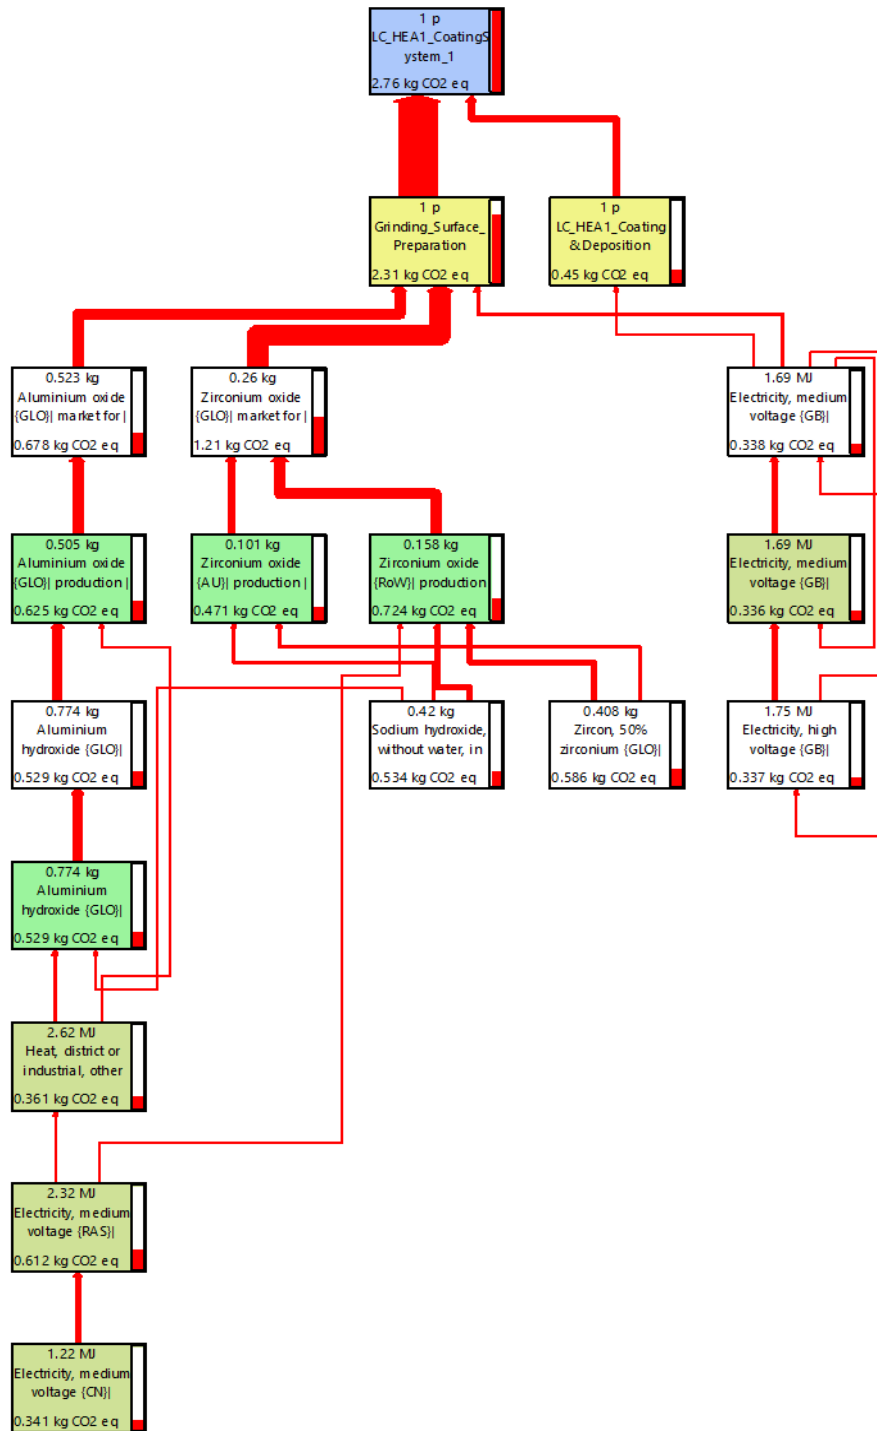 1 p
LC_HEA1_CoatingS
ystem_1
2.76 kg CO2 eq
1 p
Grinding_Surface_
Preparation
2.31 kg CO2 eq
1 p
LC_HEA1_Coating
&Deposition
0.45 kg CO2 eq
0.523 kg
Aluminium oxide
{GLO}| market for |
0.678 kg CO2 eq
0.26 kg
Zirconium oxide
{GLO}| market for |
1.21 kg CO2 eq
1.69 MJ
Electricity, medium
voltage {GB}|
0.338 kg CO2 eq
0.505 kg
Aluminium oxide
{GLO}| production |
0.625 kg CO2 eq
0.101 kg
Zirconium oxide
{AU}| production |
0.471 kg CO2 eq
0.158 kg
Zirconium oxide
{RoW}| production
0.724 kg CO2 eq
1.69 MJ
Electricity, medium
voltage {GB}|
0.336 kg CO2 eq
0.774 kg
Aluminium
hydroxide {GLO}|
0.529 kg CO2 eq
0.42 kg
Sodium hydroxide,
without water, in
0.534 kg CO2 eq
0.408 kg
Zircon, 50%
zirconium {GLO}|
0.586 kg CO2 eq
1.75 MJ
Electricity, high
voltage {GB}|
0.337 kg CO2 eq
0.774 kg
Aluminium
hydroxide {GLO}|
0.529 kg CO2 eq
2.62 MJ
Heat, district or
industrial, other
0.361 kg CO2 eq
2.32 MJ
Electricity, medium
voltage {RAS}|
0.612 kg CO2 eq
1.22 MJ
Electricity, medium
voltage {CN}|
0.341 kg CO2 eq